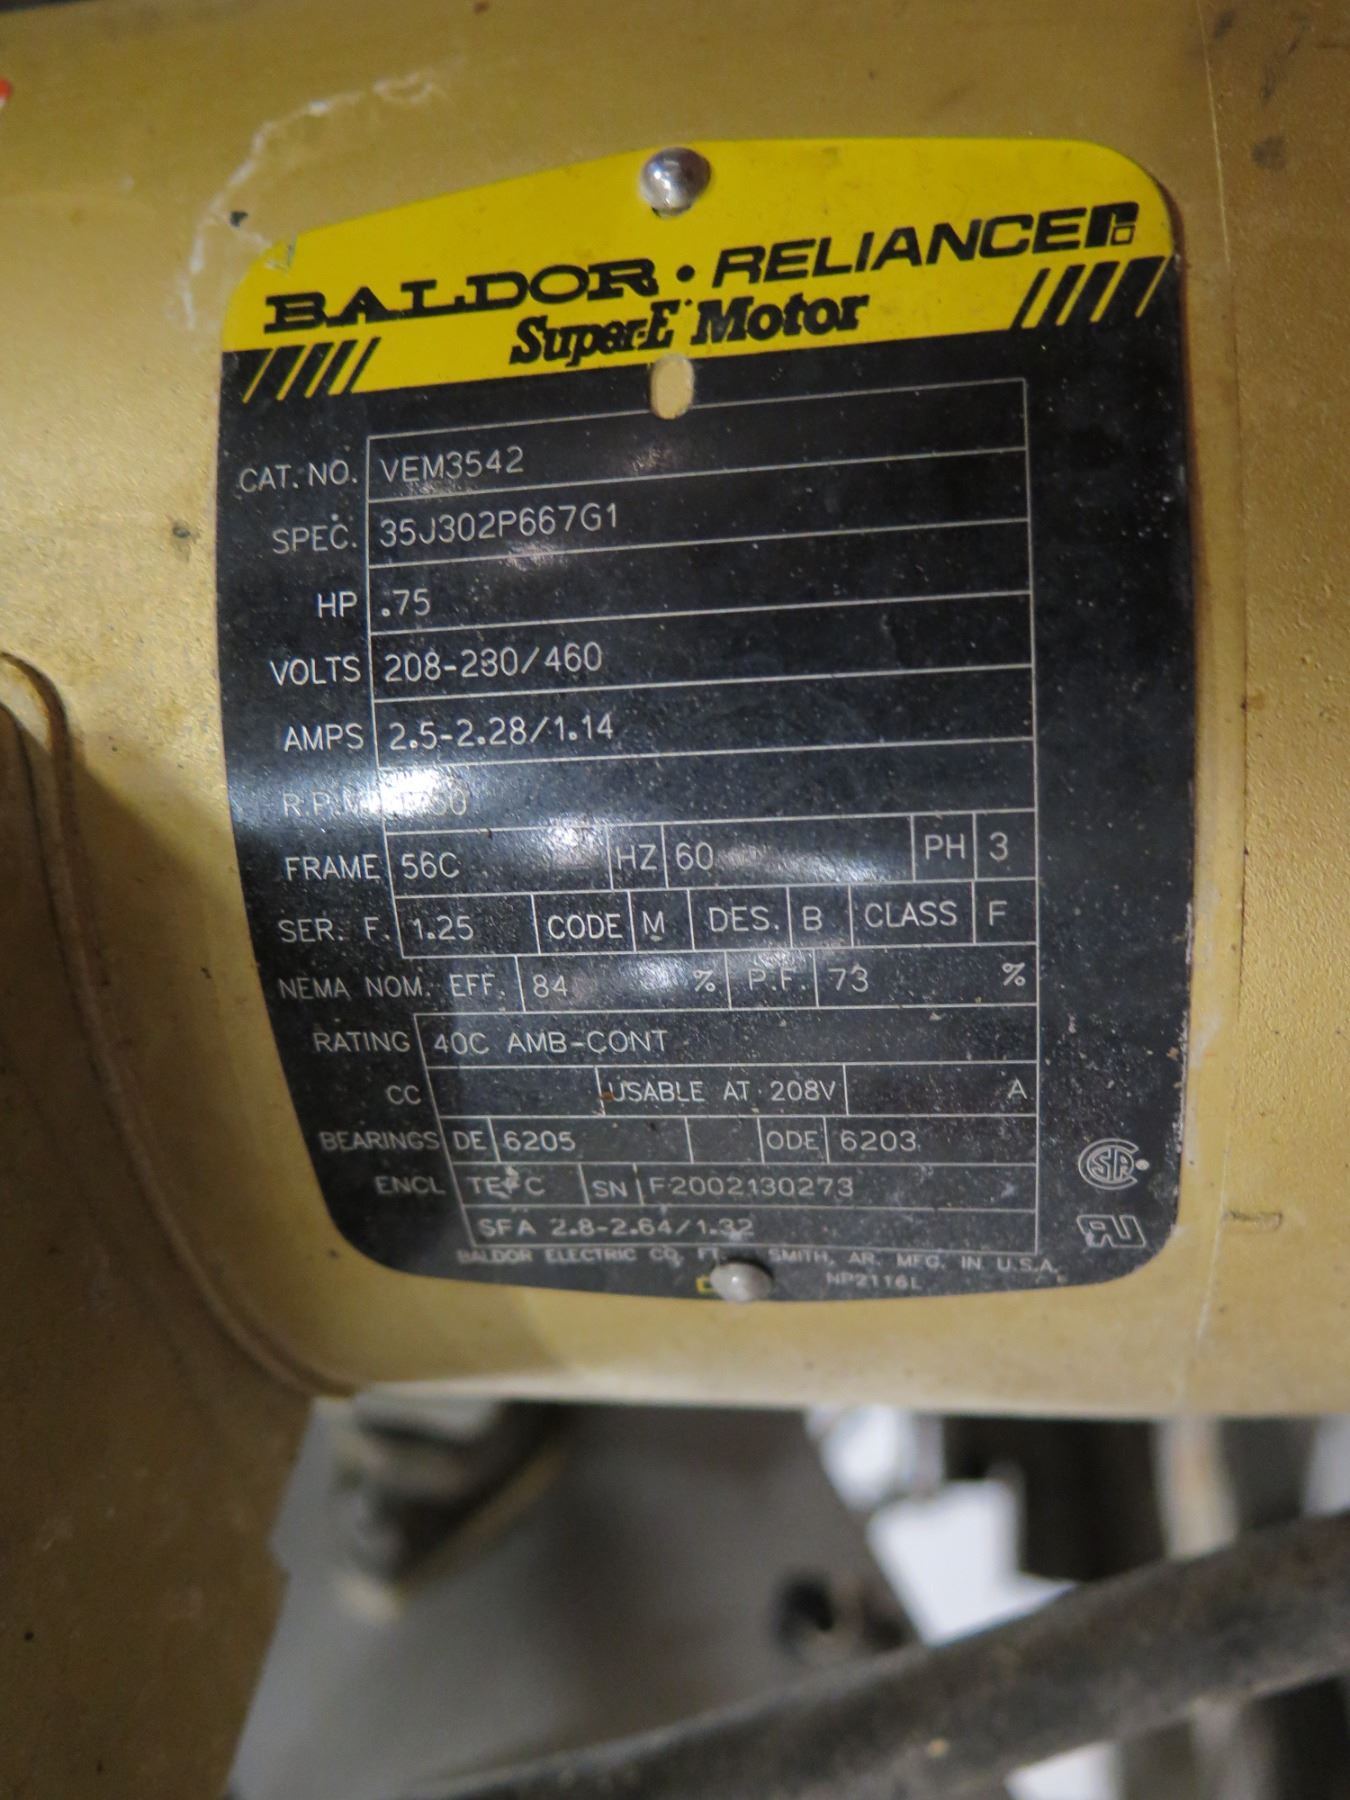 BALDOR • RELIANCER
Super-E Motor
CAT. NO. VEM3542
SPEC. 35J302P667G1
HP .75
VOLTS 208-230/460
AMPS 2.5-2.28/1.14
R.P.M.
FRAME 56C HZ 60 PH 3
SER. F. 1.25 CODE M DES. B CLASS F
NEMA NOM. EFF. 84 % P.F. 73 %
RATING 40C AMB-CONT
CC USABLE AT 208V A
BEARINGS DE 6205 ODE 6203
ENCL TEFC SN F2002130273
SFA 2.8-2.64/1.32
BALDOR ELECTRIC CO. FT. SMITH, AR. MFG. IN U.S.A.
NP2116L